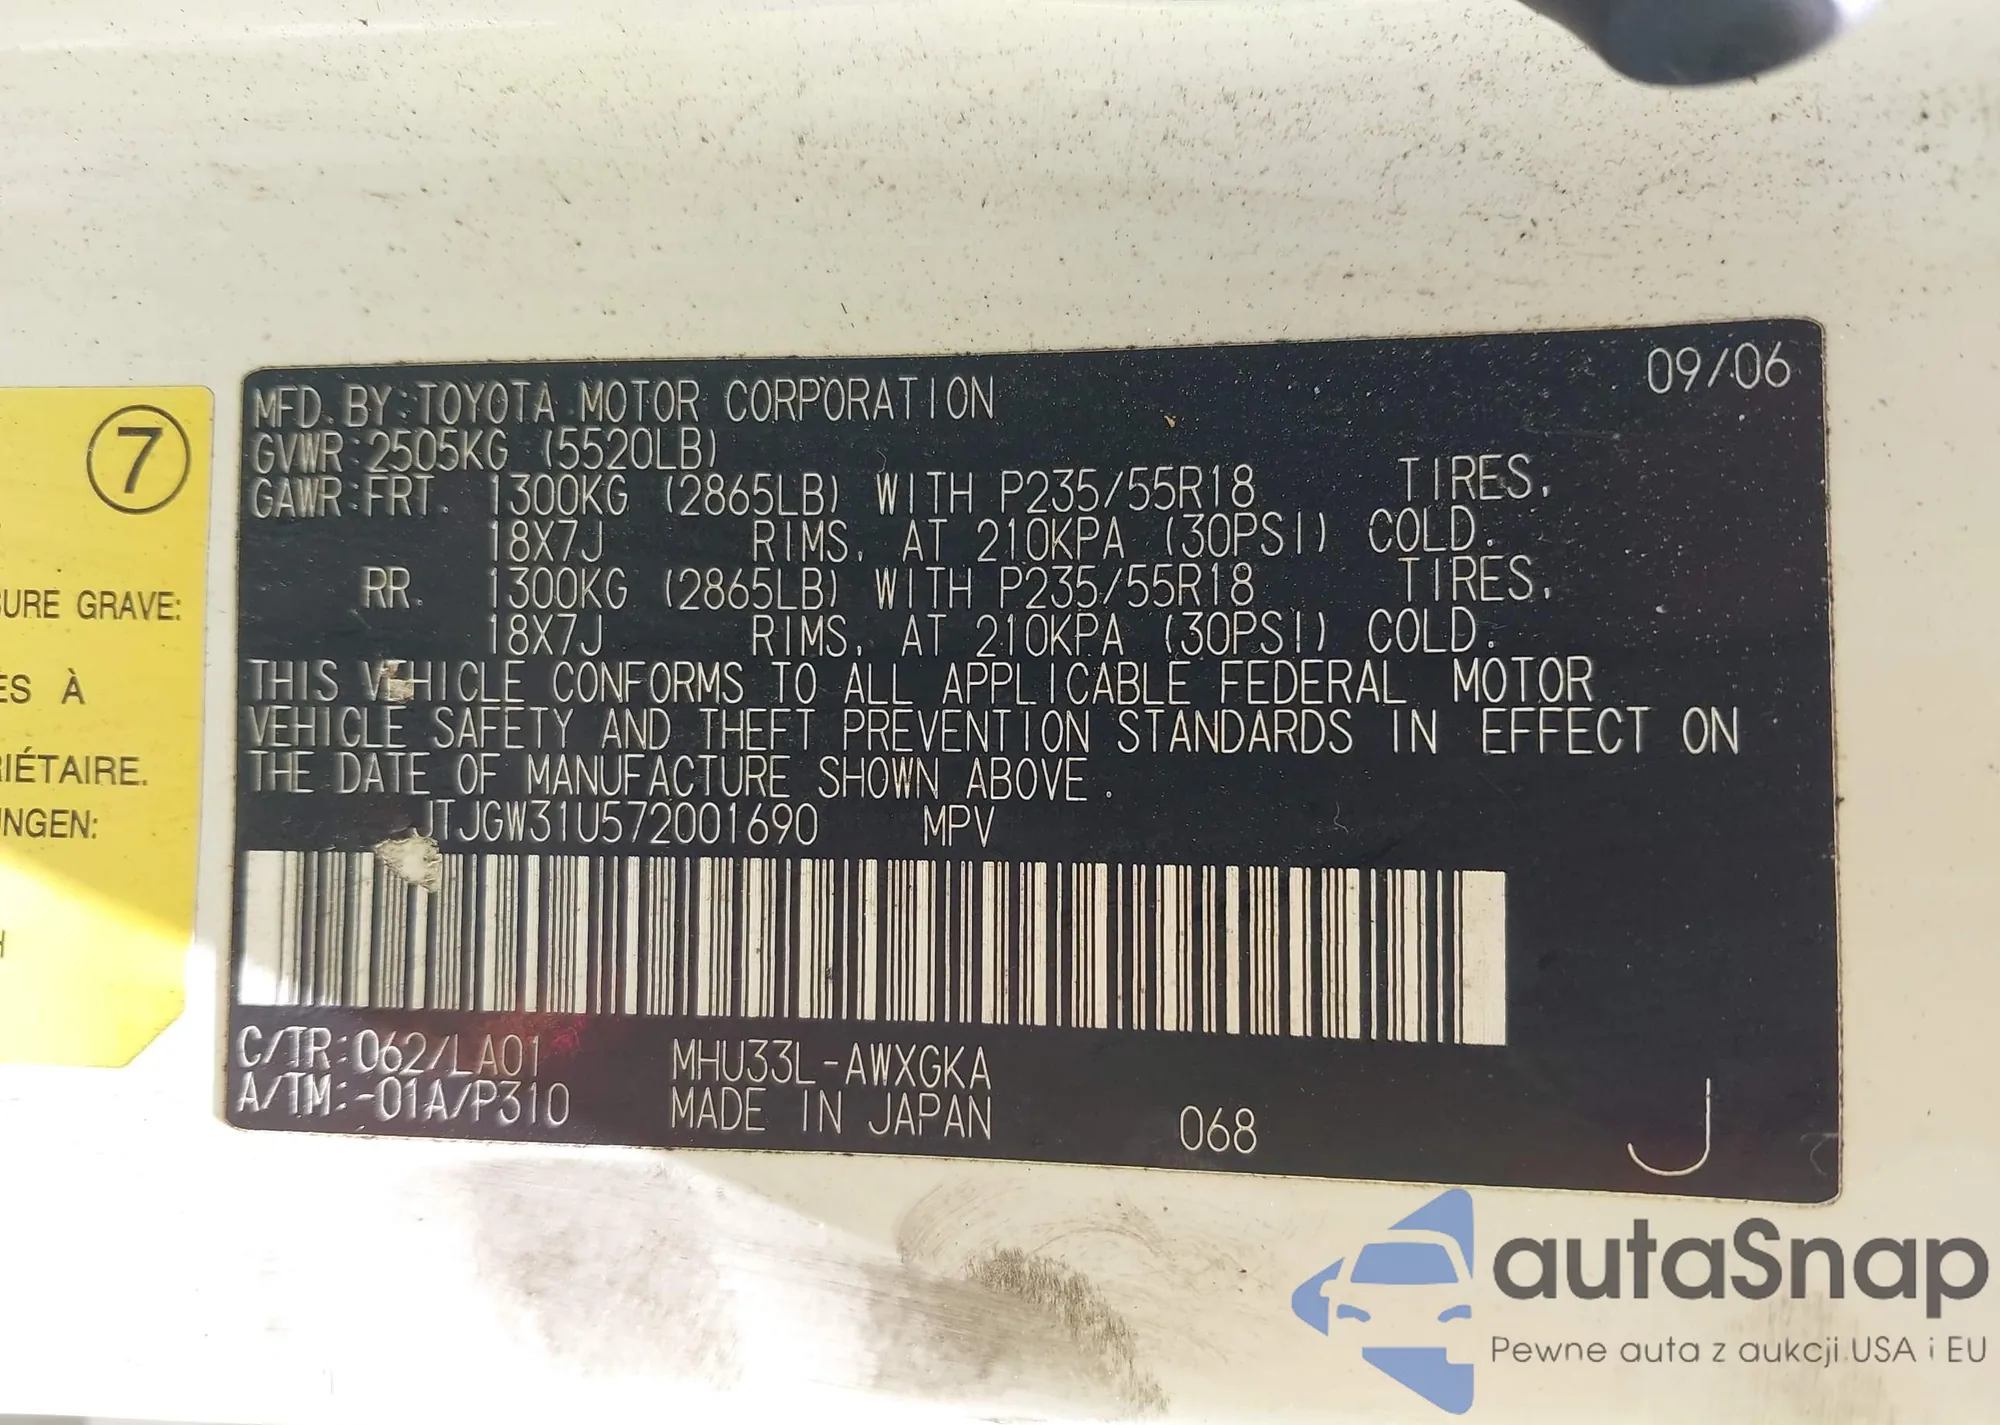 09/06
MFD. BY: TOYOTA MOTOR CORPORATION
GVWR: 2505KG (5520LB)
GAWR: FRT. 1300KG (2865LB) WITH P235/55R18 TIRES,
18X7J RIMS, AT 210KPA (30PSI) COLD.
RR. 1300KG (2865LB) WITH P235/55R18 TIRES,
18X7J RIMS, AT 210KPA (30PSI) COLD.
THIS VEHICLE CONFORMS TO ALL APPLICABLE FEDERAL MOTOR
VEHICLE SAFETY AND THEFT PREVENTION STANDARDS IN EFFECT ON
THE DATE OF MANUFACTURE SHOWN ABOVE.
JTJGW31U572001690 MPV
C/TR: 062/LA01 MHU33L-AWXGKA
A/TM: -01A/P310 MADE IN JAPAN 068 J
7
SURE GRAVE:
ÉS À
RIÉTAIRE.
UNGEN:
H
autaSnap
Pewne auta z aukcji USA i EU